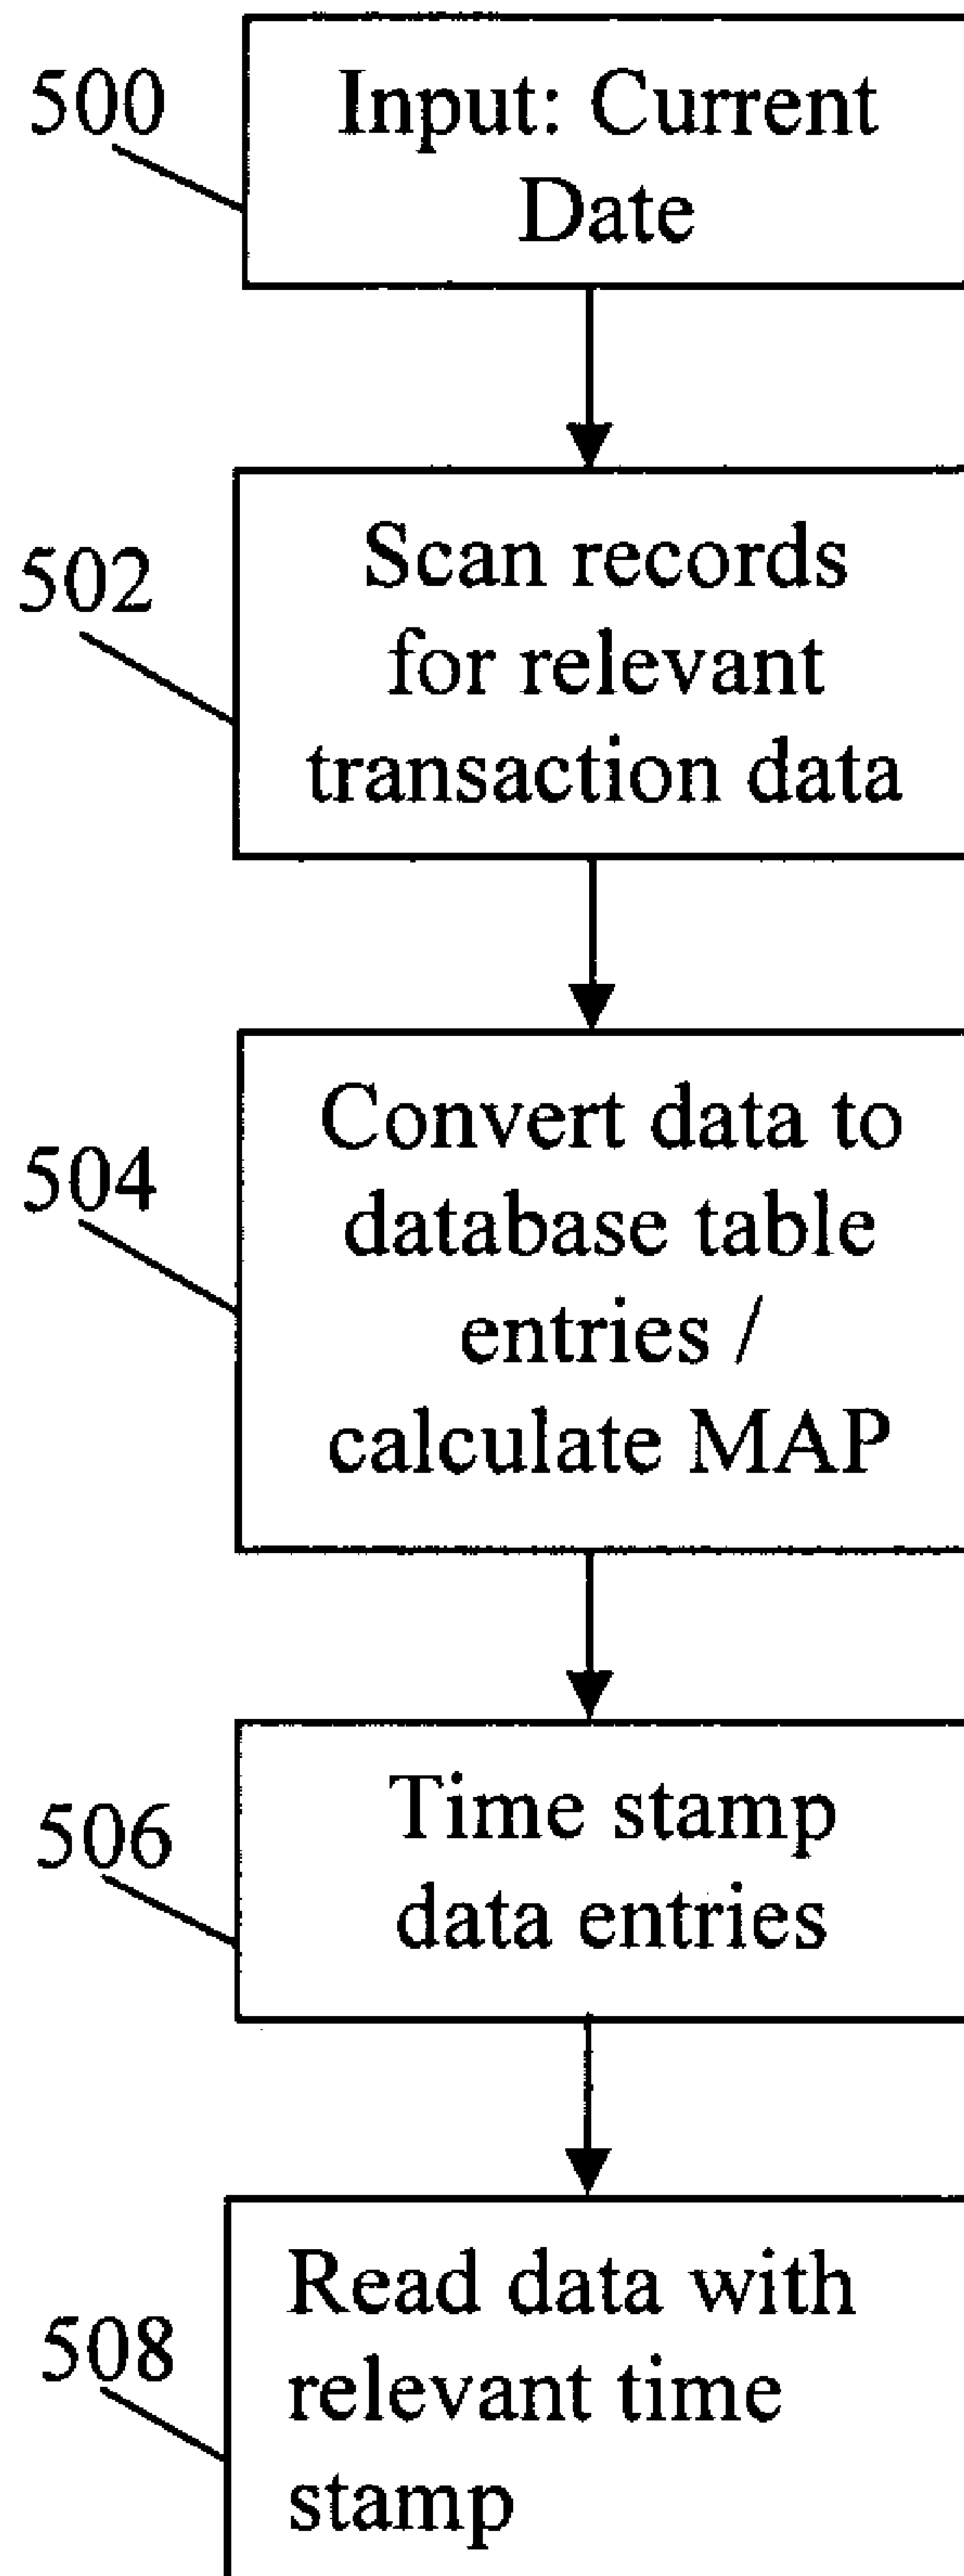 500
Input: Current
Date
502
Scan records
for relevant
transaction data
504
Convert data to
database table
entries /
calculate MAP
506
Time stamp
data entries
508
Read data with
relevant time
stamp